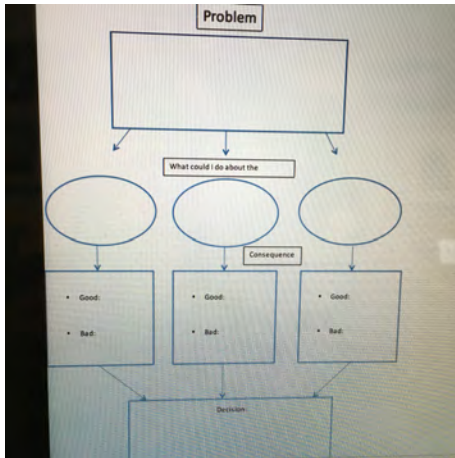 Problem
What could i do about the
Consequence
• Good:
• Good:
• Good:
• Bad:
• Bad:
• Bad:
Decision: